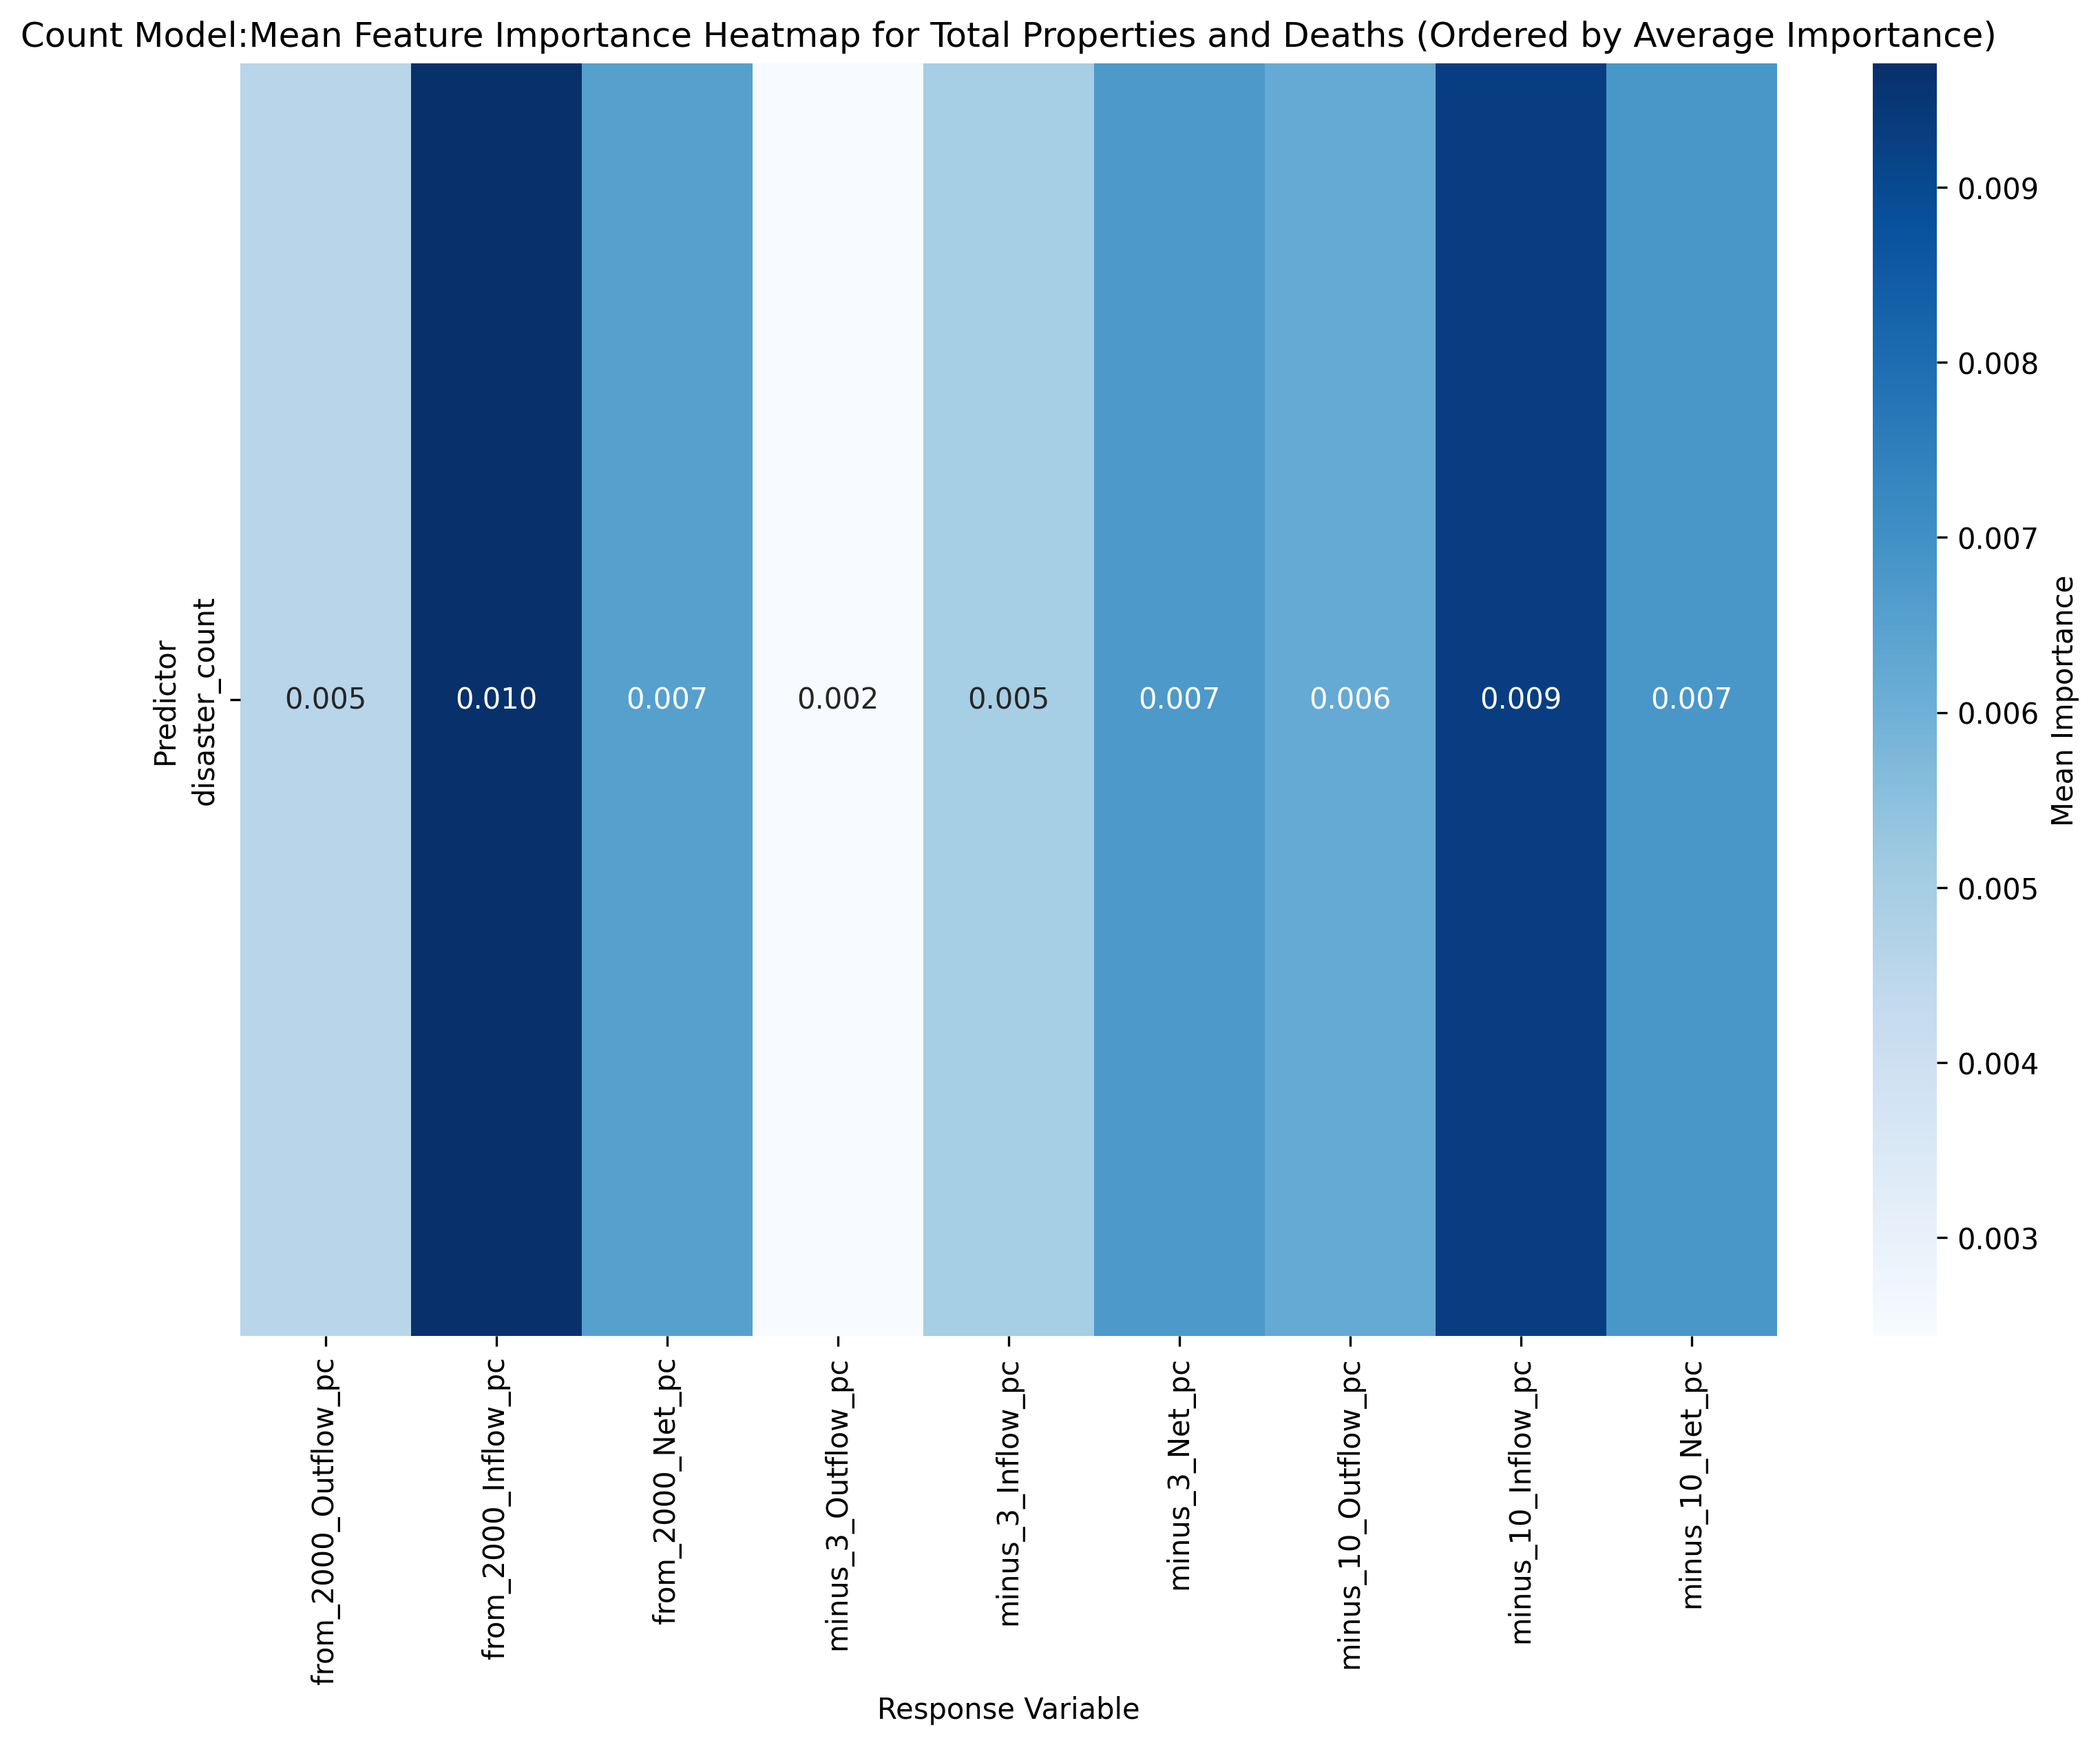 Count Model:Mean Feature Importance Heatmap for Total Properties and Deaths (Ordered by Average Importance)
Predictor
disaster_count
0.005
0.010
0.007
0.002
0.005
0.007
0.006
0.009
0.007
from_2000_Outflow_pc
from_2000_Inflow_pc
from_2000_Net_pc
minus_3_Outflow_pc
minus_3_Inflow_pc
minus_3_Net_pc
minus_10_Outflow_pc
minus_10_Inflow_pc
minus_10_Net_pc
Response Variable
0.009
0.008
0.007
0.006
0.005
0.004
0.003
Mean Importance